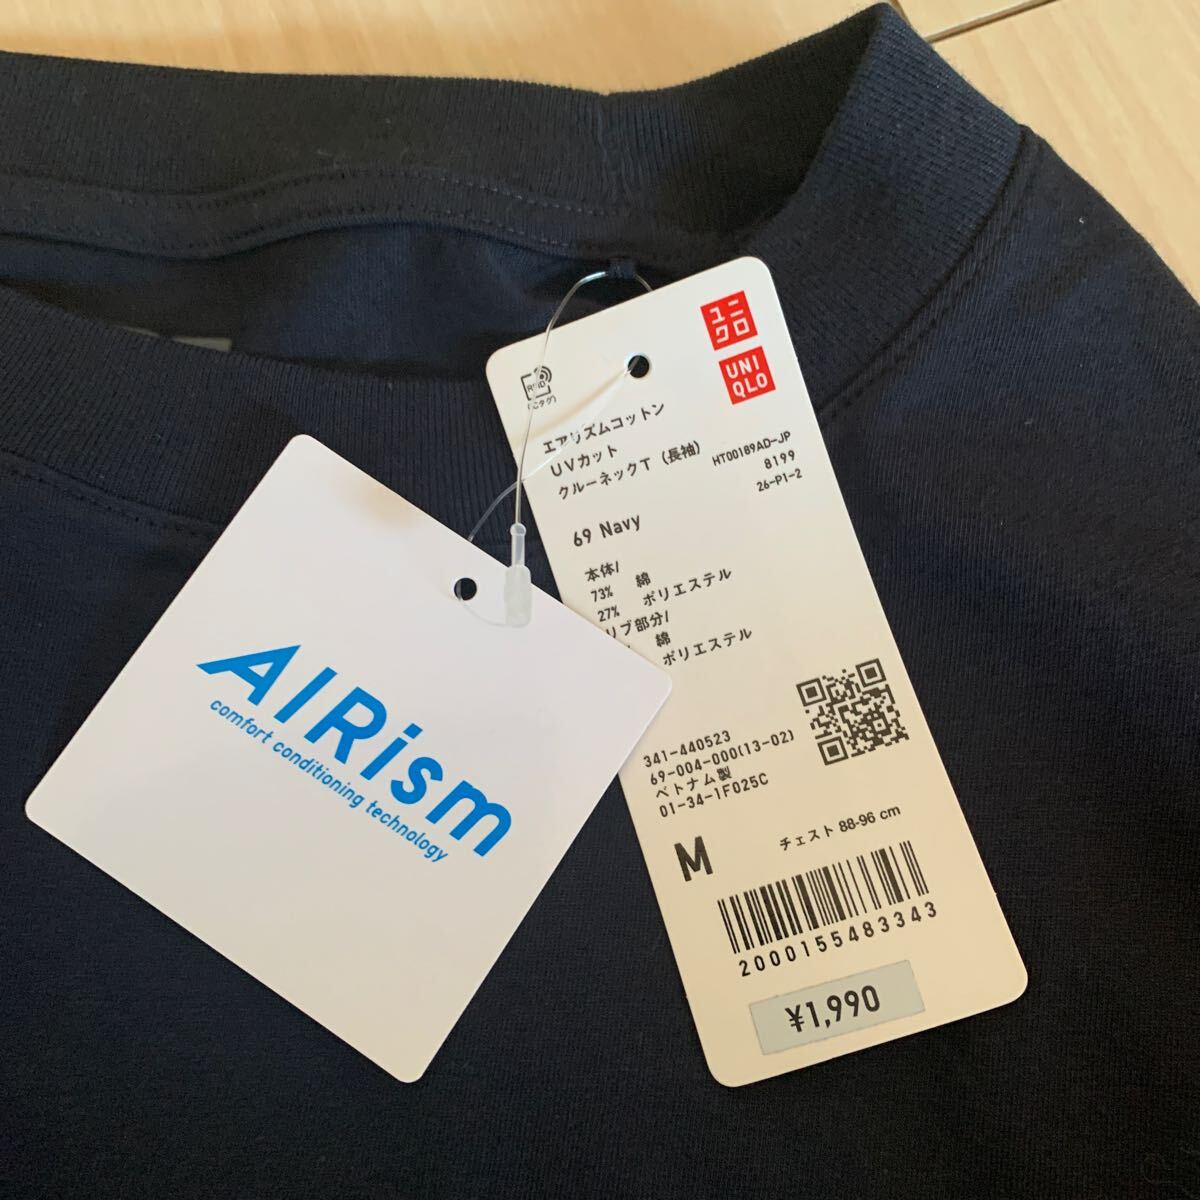 AIRism
comfort conditioning technology
ユニ
クロ
UNI
QLO
RFID
エアリズムコットン
UVカット
クルーネックT (長袖)
HT00189AD-JP
8199
26-P1-2
69 Navy
本体/
73% 綿
27% ポリエステル
リブ部分/
綿
ポリエステル
341-440523
69-004-000(13-02)
ベトナム製
01-34-1F025C
M
チェスト 88-96 cm
2000155483343
¥1,990